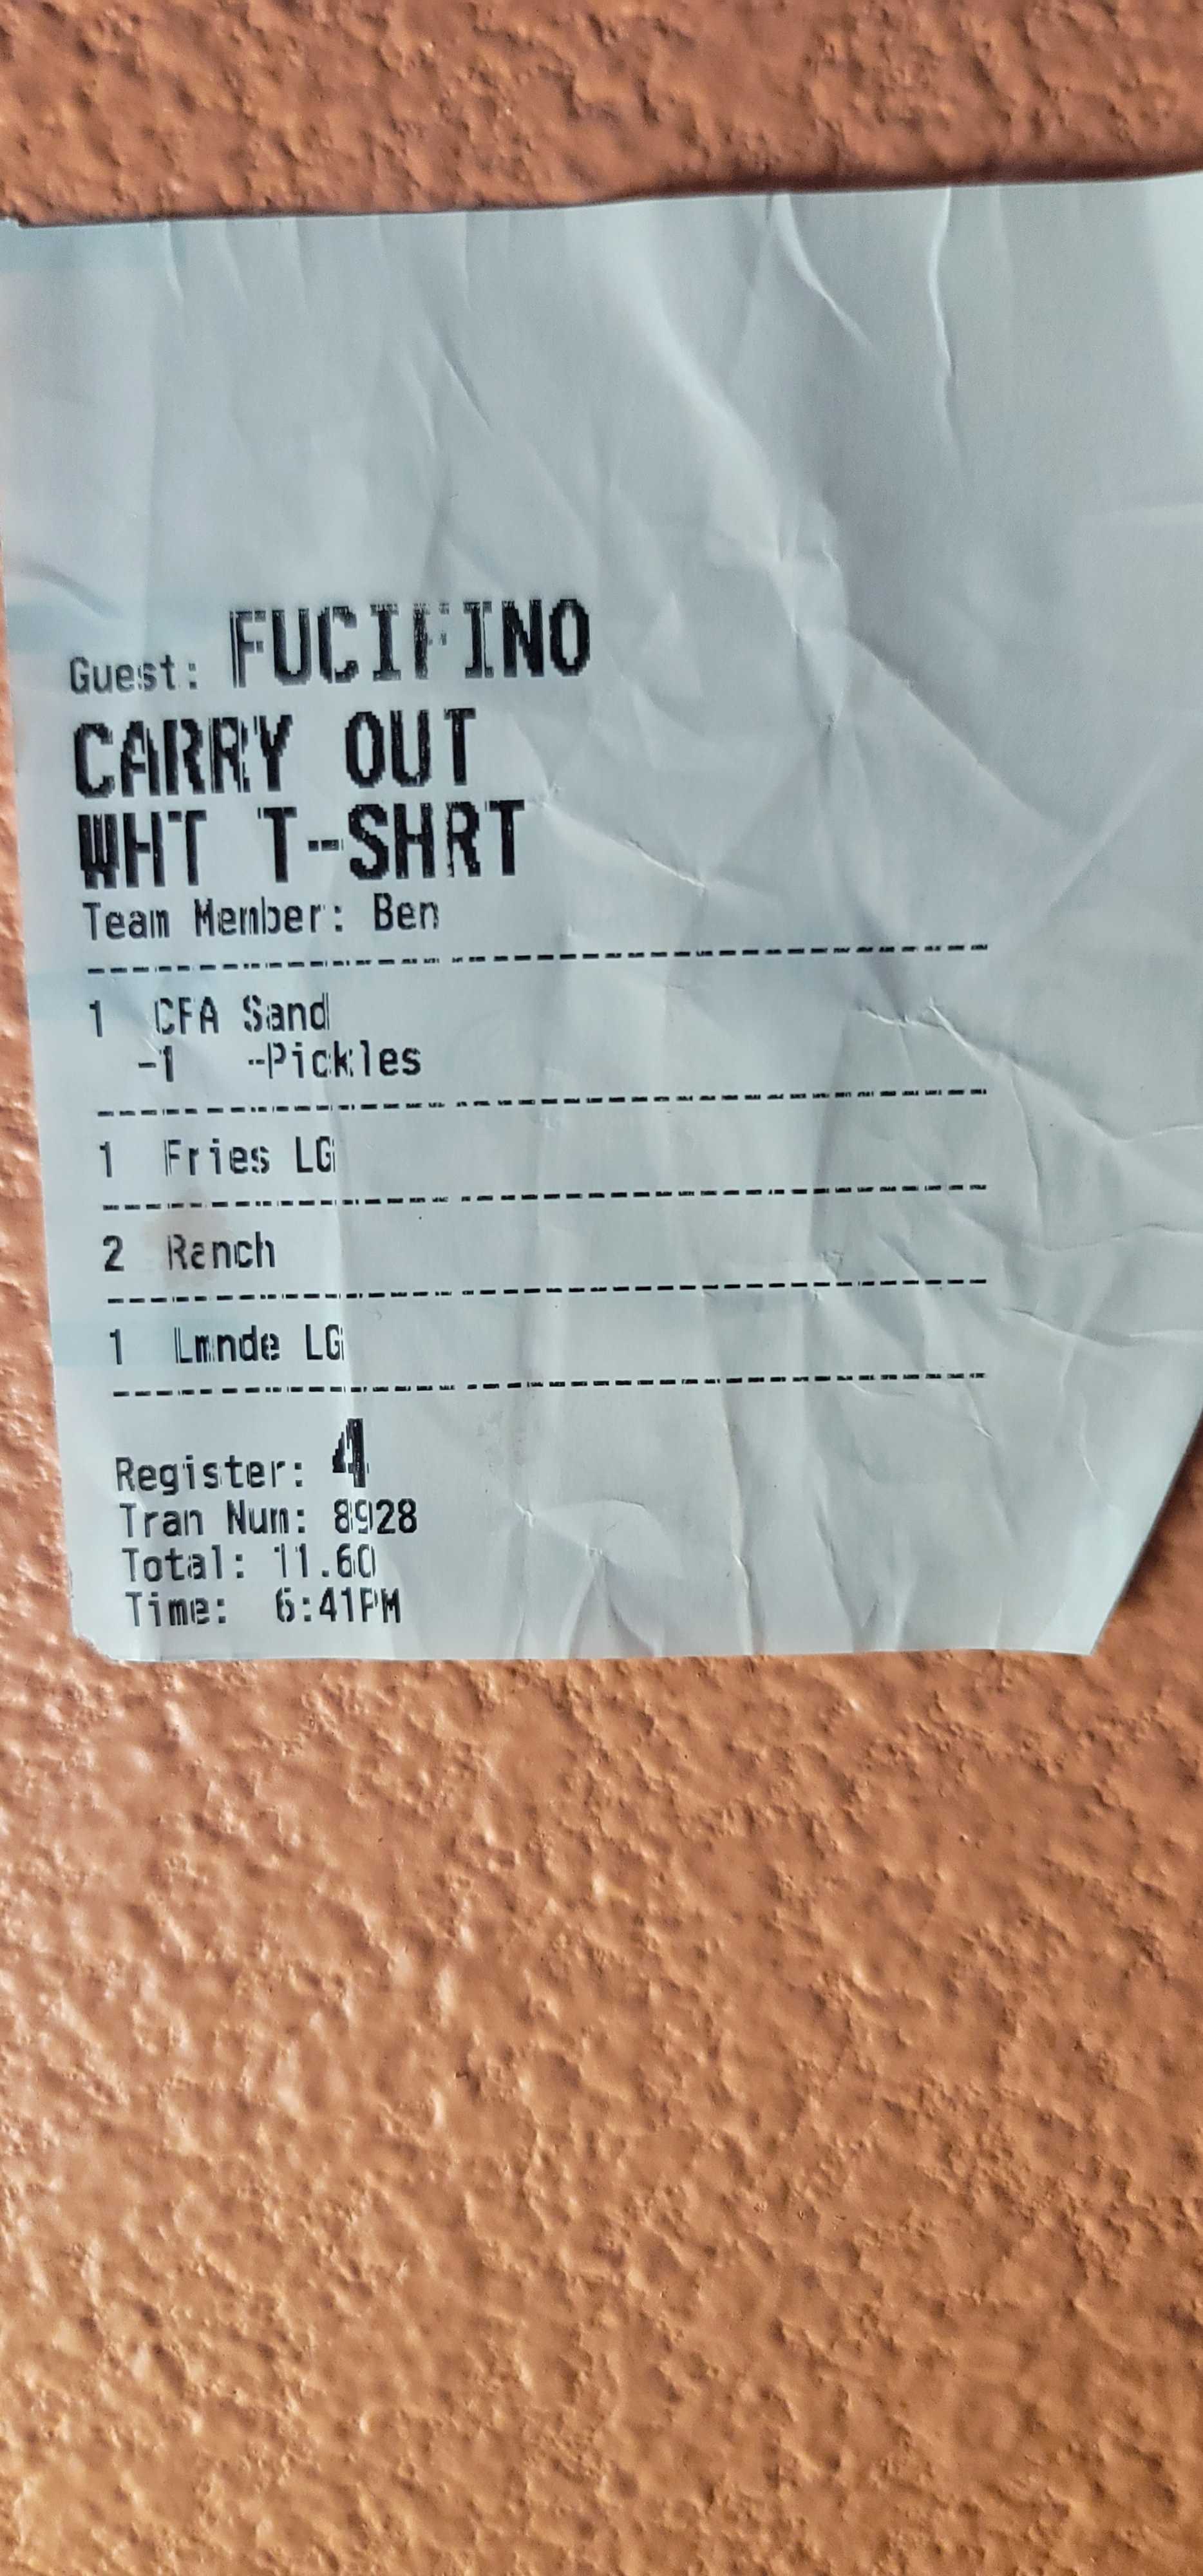 Guest: FUCIFINO
CARRY OUT
WHT T-SHRT
Team Member: Ben
1 CFA Sand
-1 -Pickles
1 Fries LG
2 Ranch
1 Lmnde LG
Register: 4
Tran Num: 8928
Total: 11.60
Time: 6:41PM